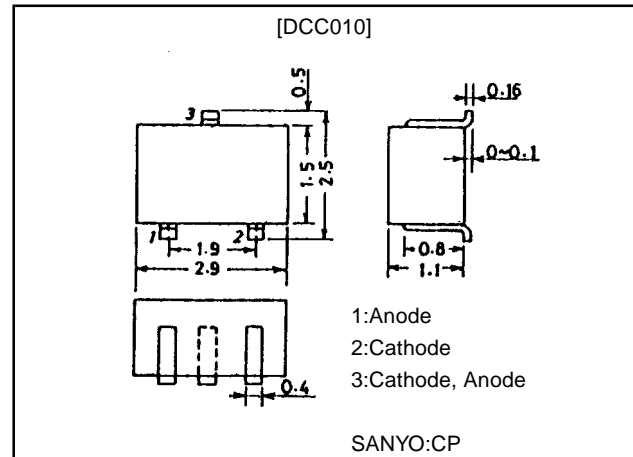 [DCC010]
0.5
0.16
3
0~0.1
1.5
2.5
1
2
1.9
0.8
2.9
1.1
1:Anode
2:Cathode
3:Cathode, Anode
0.4
SANYO:CP